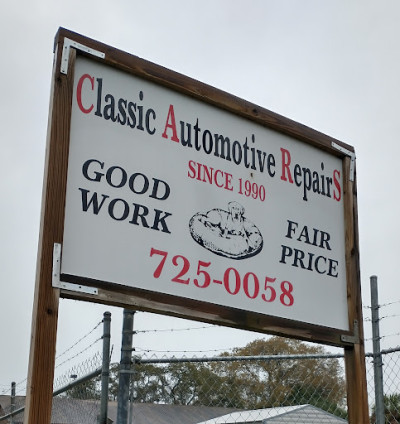 Classic Automotive RepairS
SINCE 1990
GOOD
WORK
FAIR
PRICE
725-0058